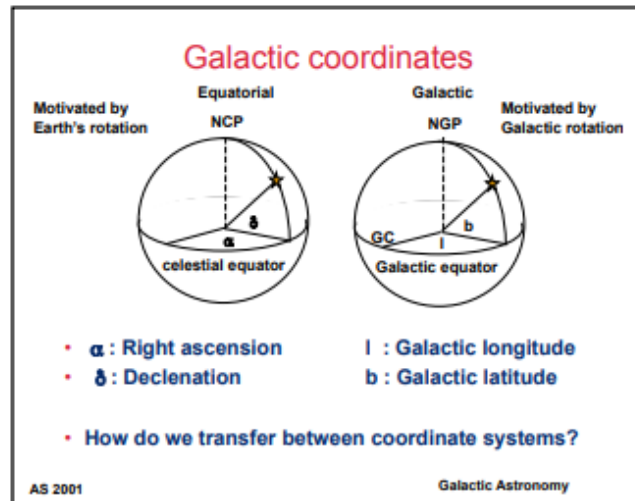 Galactic coordinates
Equatorial
Galactic
Motivated by
Earth's rotation
NCP
NGP
Motivated by
Galactic rotation
δ
α
celestial equator
GC
b
l
Galactic equator
• α : Right ascension
l : Galactic longitude
• δ : Declenation
b : Galactic latitude
• How do we transfer between coordinate systems?
AS 2001
Galactic Astronomy